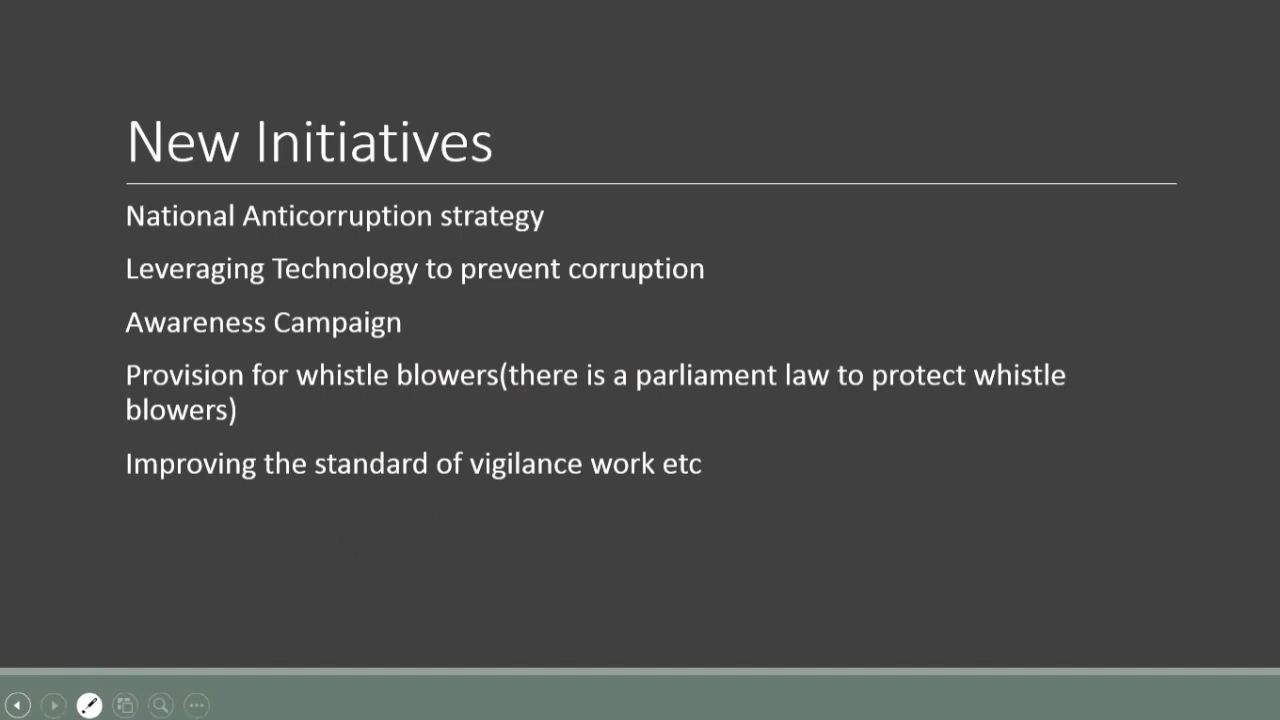 New Initiatives
National Anticorruption strategy
Leveraging Technology to prevent corruption
Awareness Campaign
Provision for whistle blowers(there is a parliament law to protect whistle
blowers)
Improving the standard of vigilance work etc